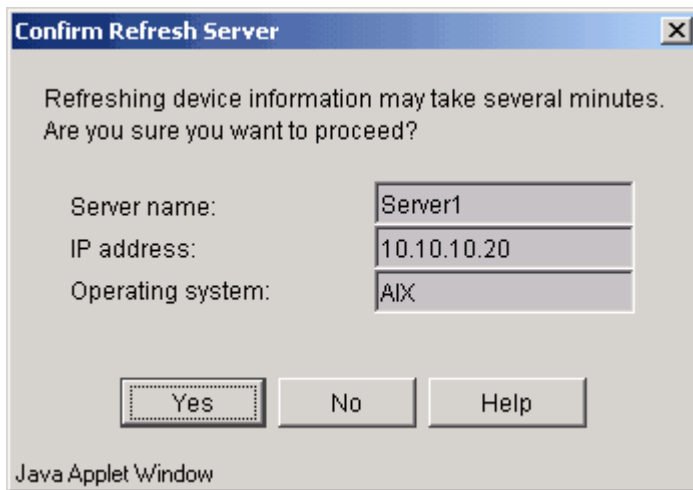 Confirm Refresh Server
Refreshing device information may take several minutes.
Are you sure you want to proceed?
Server name: Server1
IP address: 10.10.10.20
Operating system: AIX
Yes No Help
Java Applet Window